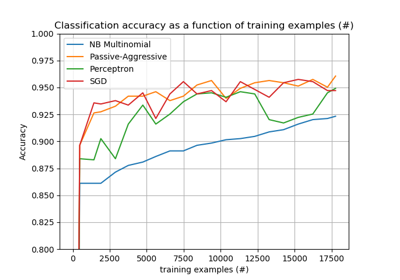 Classification accuracy as a function of training examples (#)
1.000
0.975
0.950
0.925
0.900
0.875
0.850
0.825
0.800
Accuracy
NB Multinomial
Passive-Aggressive
Perceptron
SGD
0 2500 5000 7500 10000 12500 15000 17500
training examples (#)